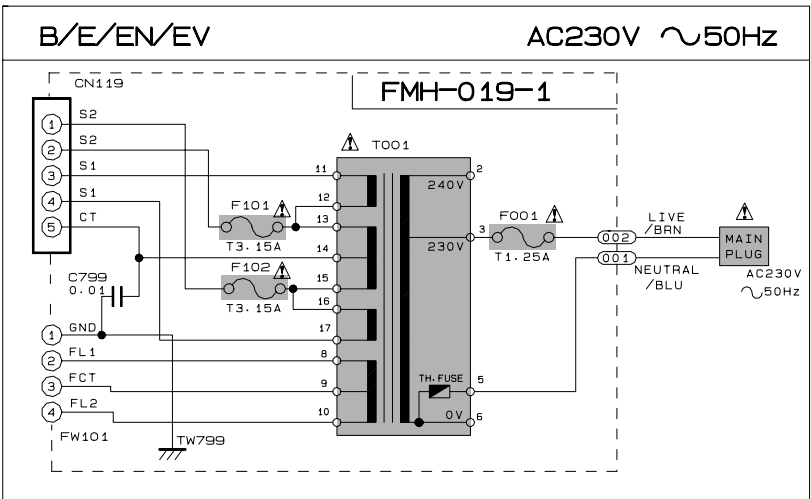 B/E/EN/EV
AC230V ∿50Hz
CN119
FMH-019-1
1 S2
2 S2
3 S1
4 S1
5 CT
T001
11
2
240V
12
F101
T3.15A
13
3
230V
F001
T1.25A
002
LIVE
/BRN
001
NEUTRAL
/BLU
MAIN
PLUG
AC230V
∿50Hz
14
C799
0.01
F102
T3.15A
15
16
17
1 GND
2 FL1
8
3 FCT
9
TH.FUSE
5
4 FL2
10
0V
6
FW101
TW799